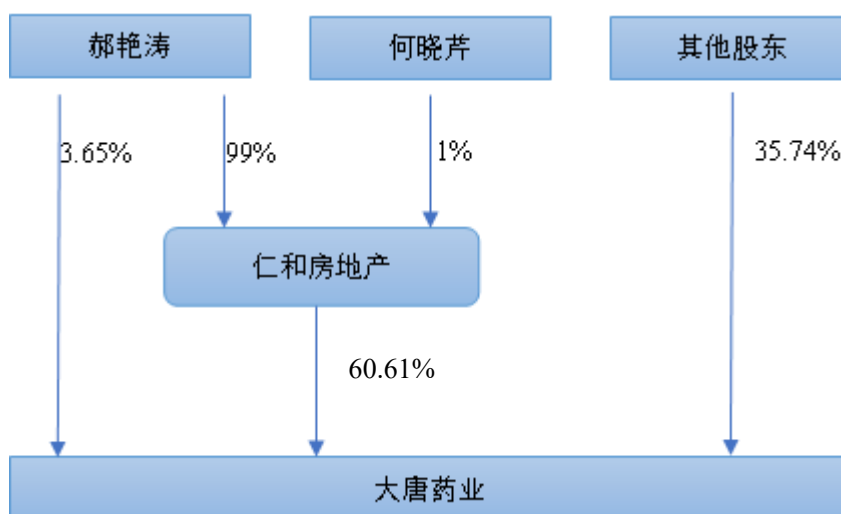 郝艳涛
何晓芹
其他股东
3.65%
99%
1%
35.74%
仁和房地产
60.61%
大唐药业